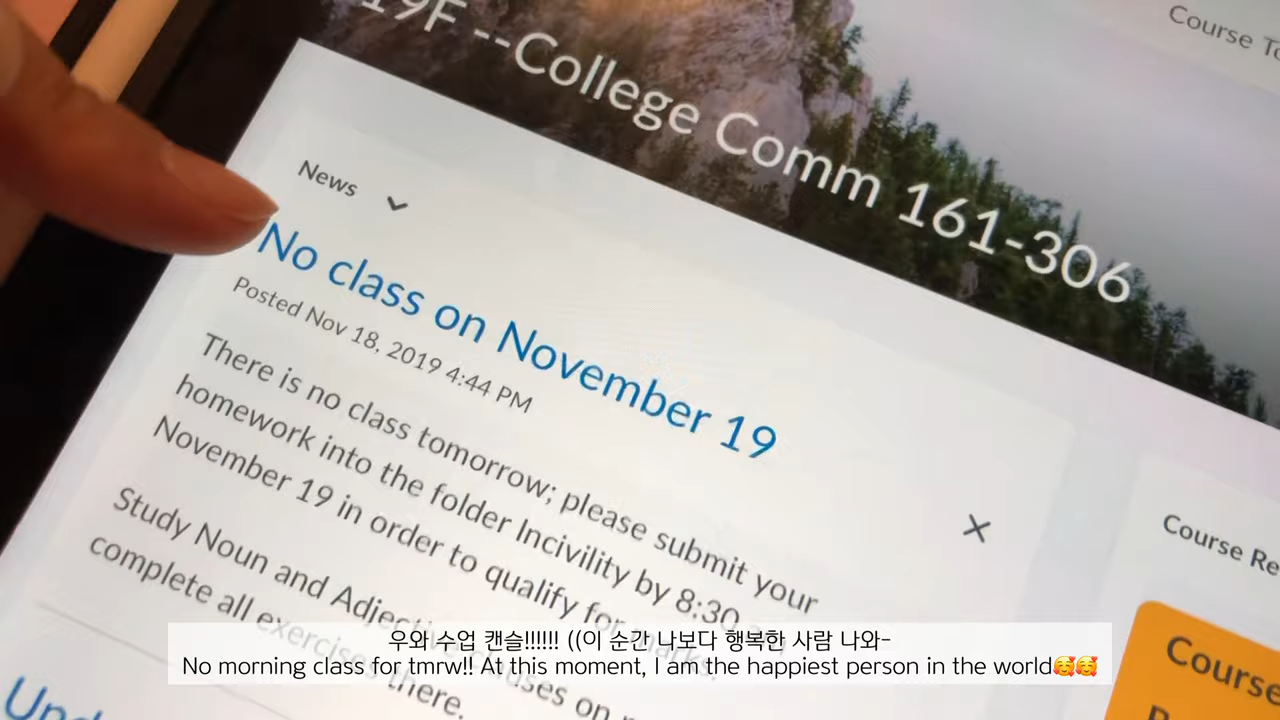 19F --College Comm 161-306
Course
News
No class on November 19
Posted Nov 18, 2019 4:44 PM
There is no class tomorrow; please submit your
homework into the folder Incivility by 8:30
November 19 in order to qualify for marks.
Study Noun and Adjective clauses on
complete all exercises there.
Course
Course
우와 수업 캔슬!!!!!! ((이 순간 나보다 행복한 사람 나와-
No morning class for tmrw!! At this moment, I am the happiest person in the world🥰🥰